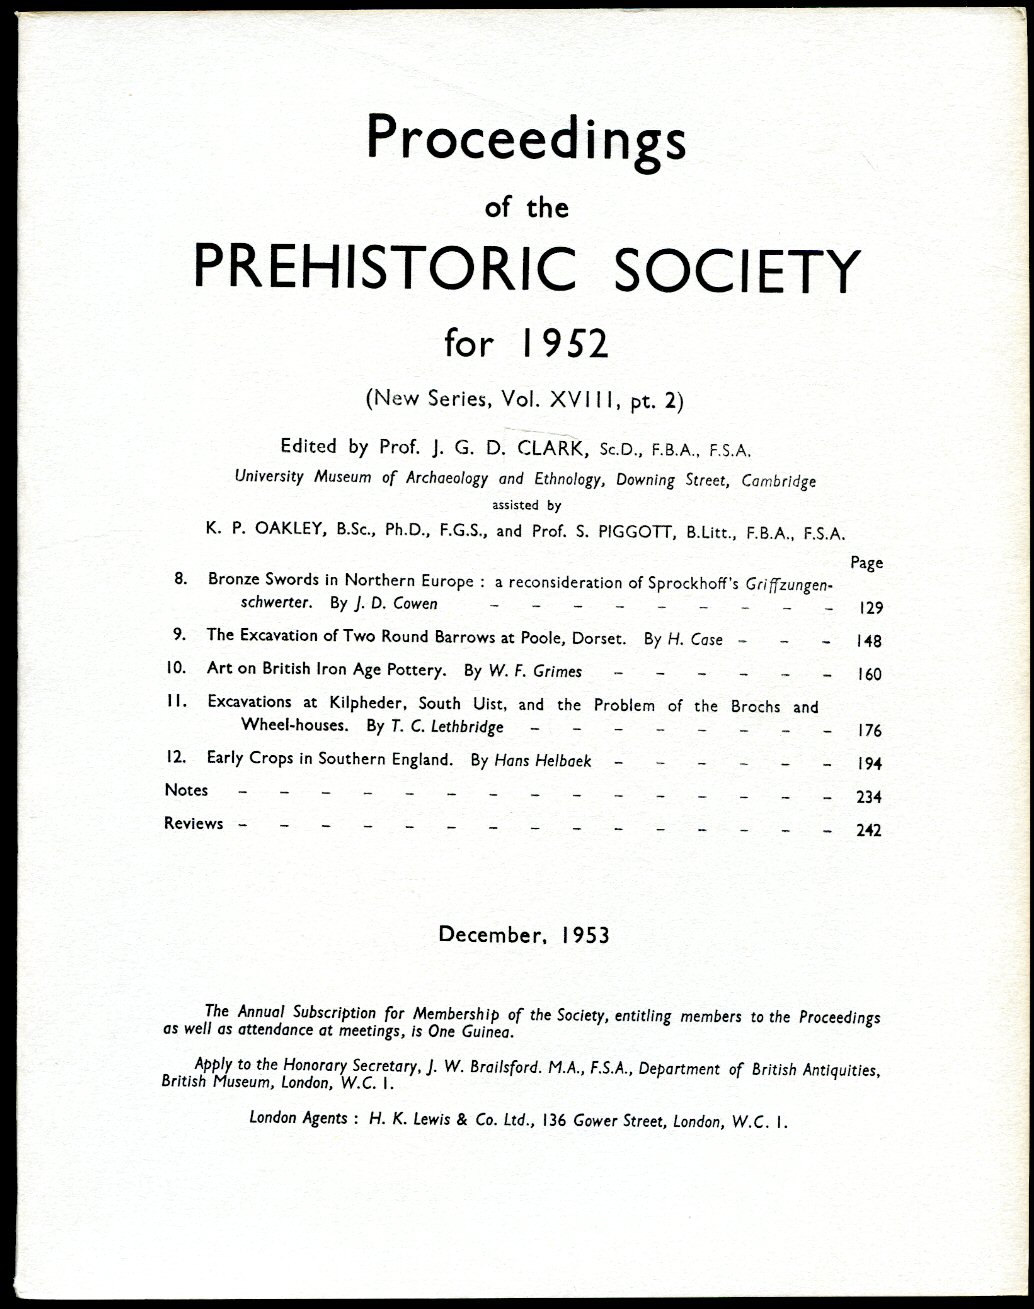 Proceedings
of the
PREHISTORIC SOCIETY
for 1952
(New Series, Vol. XVIII, pt. 2)
Edited by Prof. J. G. D. CLARK, Sc.D., F.B.A., F.S.A.
University Museum of Archaeology and Ethnology, Downing Street, Cambridge
assisted by
K. P. OAKLEY, B.Sc., Ph.D., F.G.S., and Prof. S. PIGGOTT, B.Litt., F.B.A., F.S.A.
Page
8. Bronze Swords in Northern Europe : a reconsideration of Sprockhoff's Griffzungen-
schwerter. By J. D. Cowen - - - - - - - - - 129
9. The Excavation of Two Round Barrows at Poole, Dorset. By H. Case - - - 148
10. Art on British Iron Age Pottery. By W. F. Grimes - - - - - - 160
11. Excavations at Kilpheder, South Uist, and the Problem of the Brochs and
Wheel-houses. By T. C. Lethbridge - - - - - - - - 176
12. Early Crops in Southern England. By Hans Helbaek - - - - - - 194
Notes - - - - - - - - - - - - - - - 234
Reviews - - - - - - - - - - - - - - - 242
December, 1953
The Annual Subscription for Membership of the Society, entitling members to the Proceedings
as well as attendance at meetings, is One Guinea.
Apply to the Honorary Secretary, J. W. Brailsford. M.A., F.S.A., Department of British Antiquities,
British Museum, London, W.C. 1.
London Agents : H. K. Lewis & Co. Ltd., 136 Gower Street, London, W.C. 1.